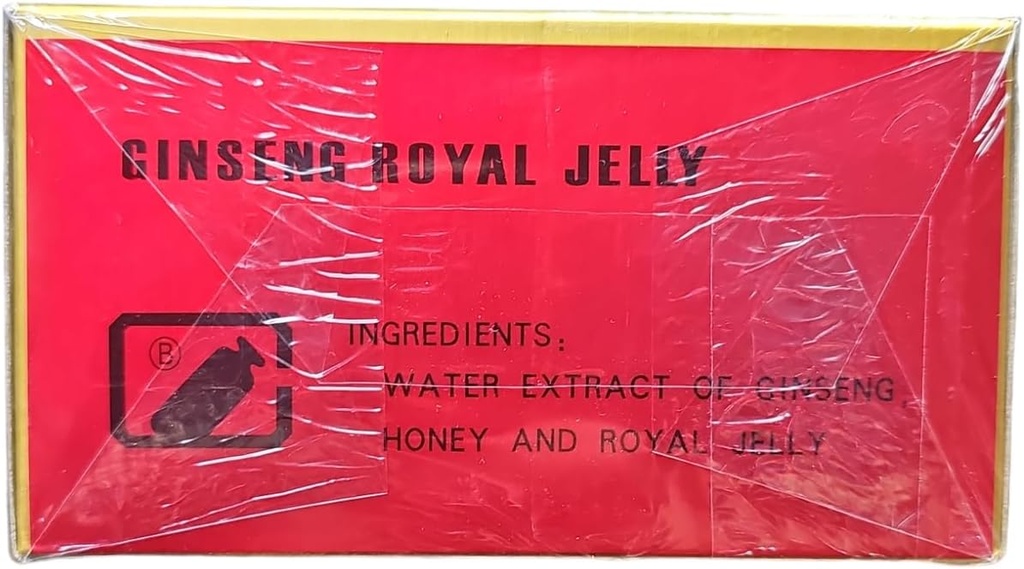 GINSENG ROYAL JELLY
Ⓑ
INGREDIENTS:
WATER EXTRACT OF GINSENG,
HONEY AND ROYAL JELLY